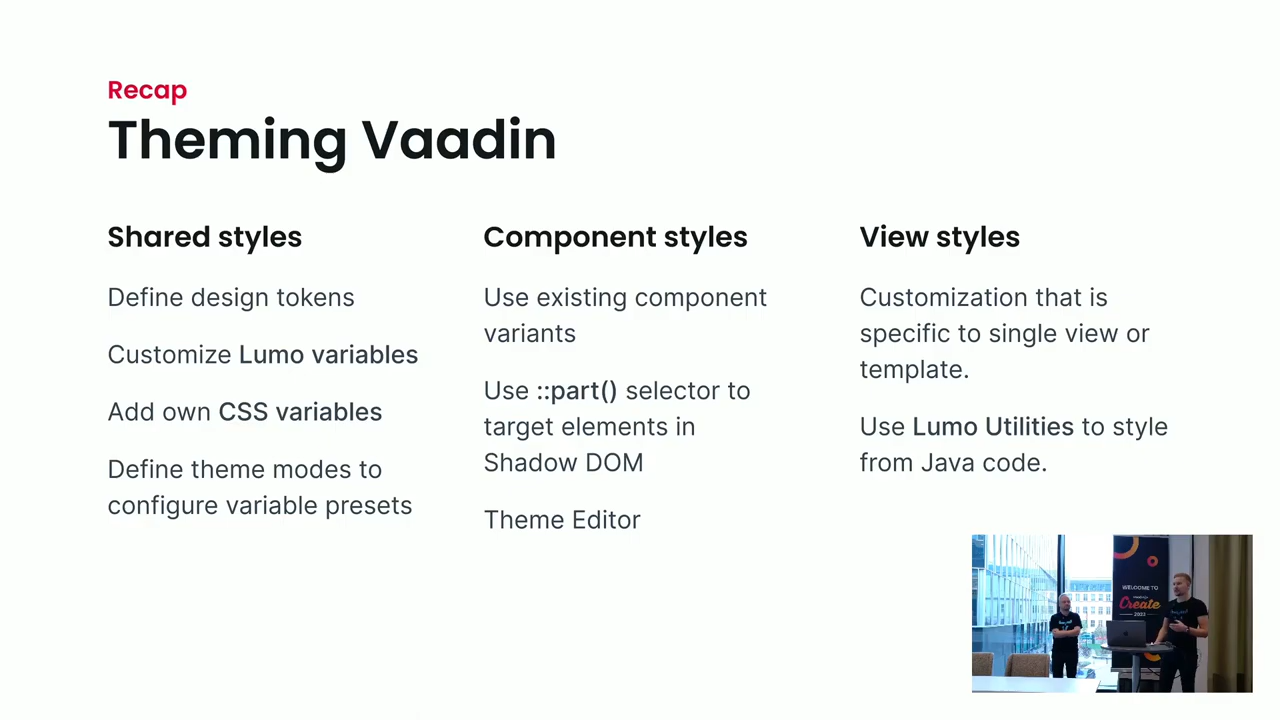 Recap
Theming Vaadin
Shared styles
Define design tokens
Customize Lumo variables
Add own CSS variables
Define theme modes to
configure variable presets
Component styles
Use existing component
variants
Use ::part() selector to
target elements in
Shadow DOM
Theme Editor
View styles
Customization that is
specific to single view or
template.
Use Lumo Utilities to style
from Java code.
WELCOME TO
Create